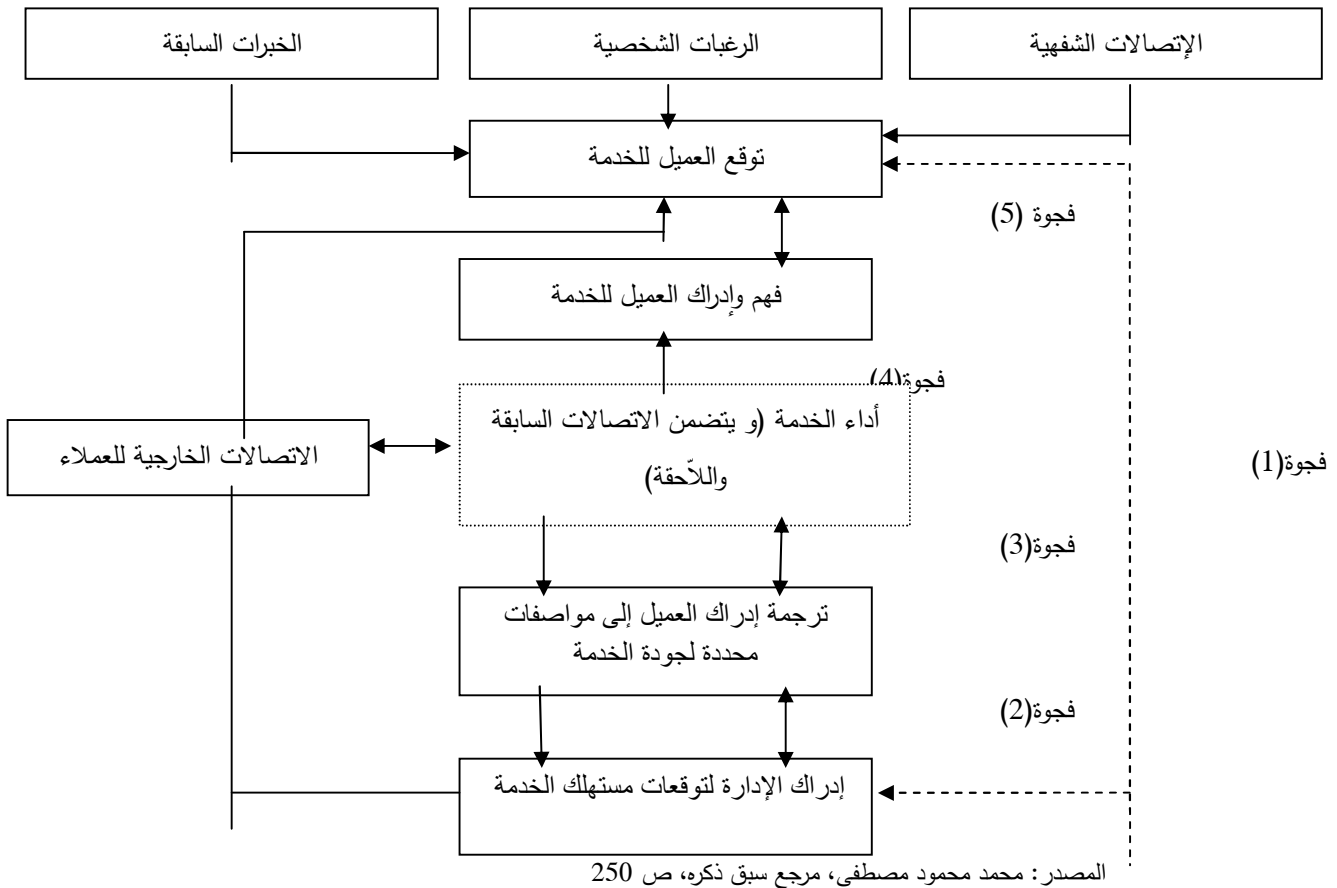 الإتصالات الشفهية
الرغبات الشخصية
الخبرات السابقة
توقع العميل للخدمة
فجوة (5)
فهم وإدراك العميل للخدمة
فجوة(4)
أداء الخدمة (و يتضمن الاتصالات السابقة
واللاّحقة)
الاتصالات الخارجية للعملاء
فجوة(1)
فجوة(3)
ترجمة إدراك العميل إلى مواصفات
محددة لجودة الخدمة
فجوة(2)
إدراك الإدارة لتوقعات مستهلك الخدمة
المصدر: محمد محمود مصطفى، مرجع سبق ذكره، ص 250